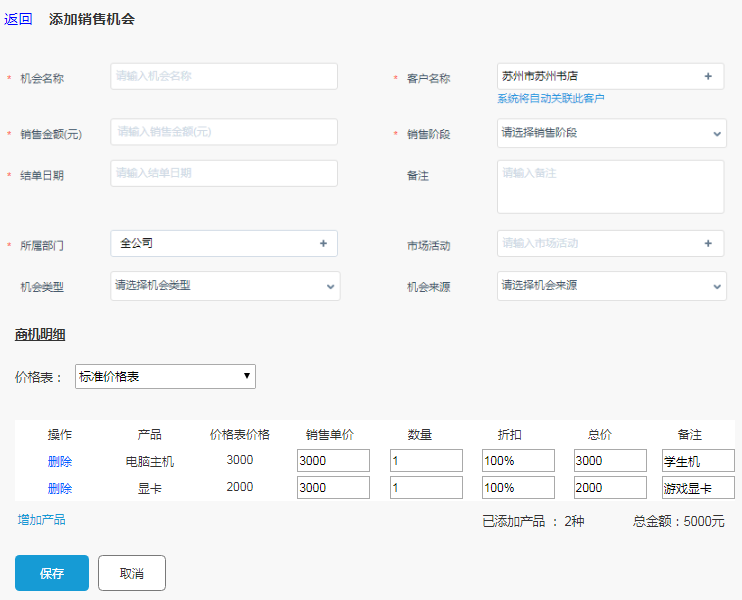 返回 添加销售机会
* 机会名称 请输入机会名称 * 客户名称 苏州市苏州书店 +
系统将自动关联此客户
* 销售金额(元) 请输入销售金额(元) * 销售阶段 请选择销售阶段
* 结单日期 请输入结单日期 备注 请输入备注
* 所属部门 全公司 + 市场活动 请输入市场活动 +
机会类型 请选择机会类型 机会来源 请选择机会来源
商机明细
价格表： 标准价格表
操作 产品 价格表价格 销售单价 数量 折扣 总价 备注
删除 电脑主机 3000 3000 1 100% 3000 学生机
删除 显卡 2000 3000 1 100% 2000 游戏显卡
增加产品 已添加产品 ： 2种 总金额：5000元
保存 取消